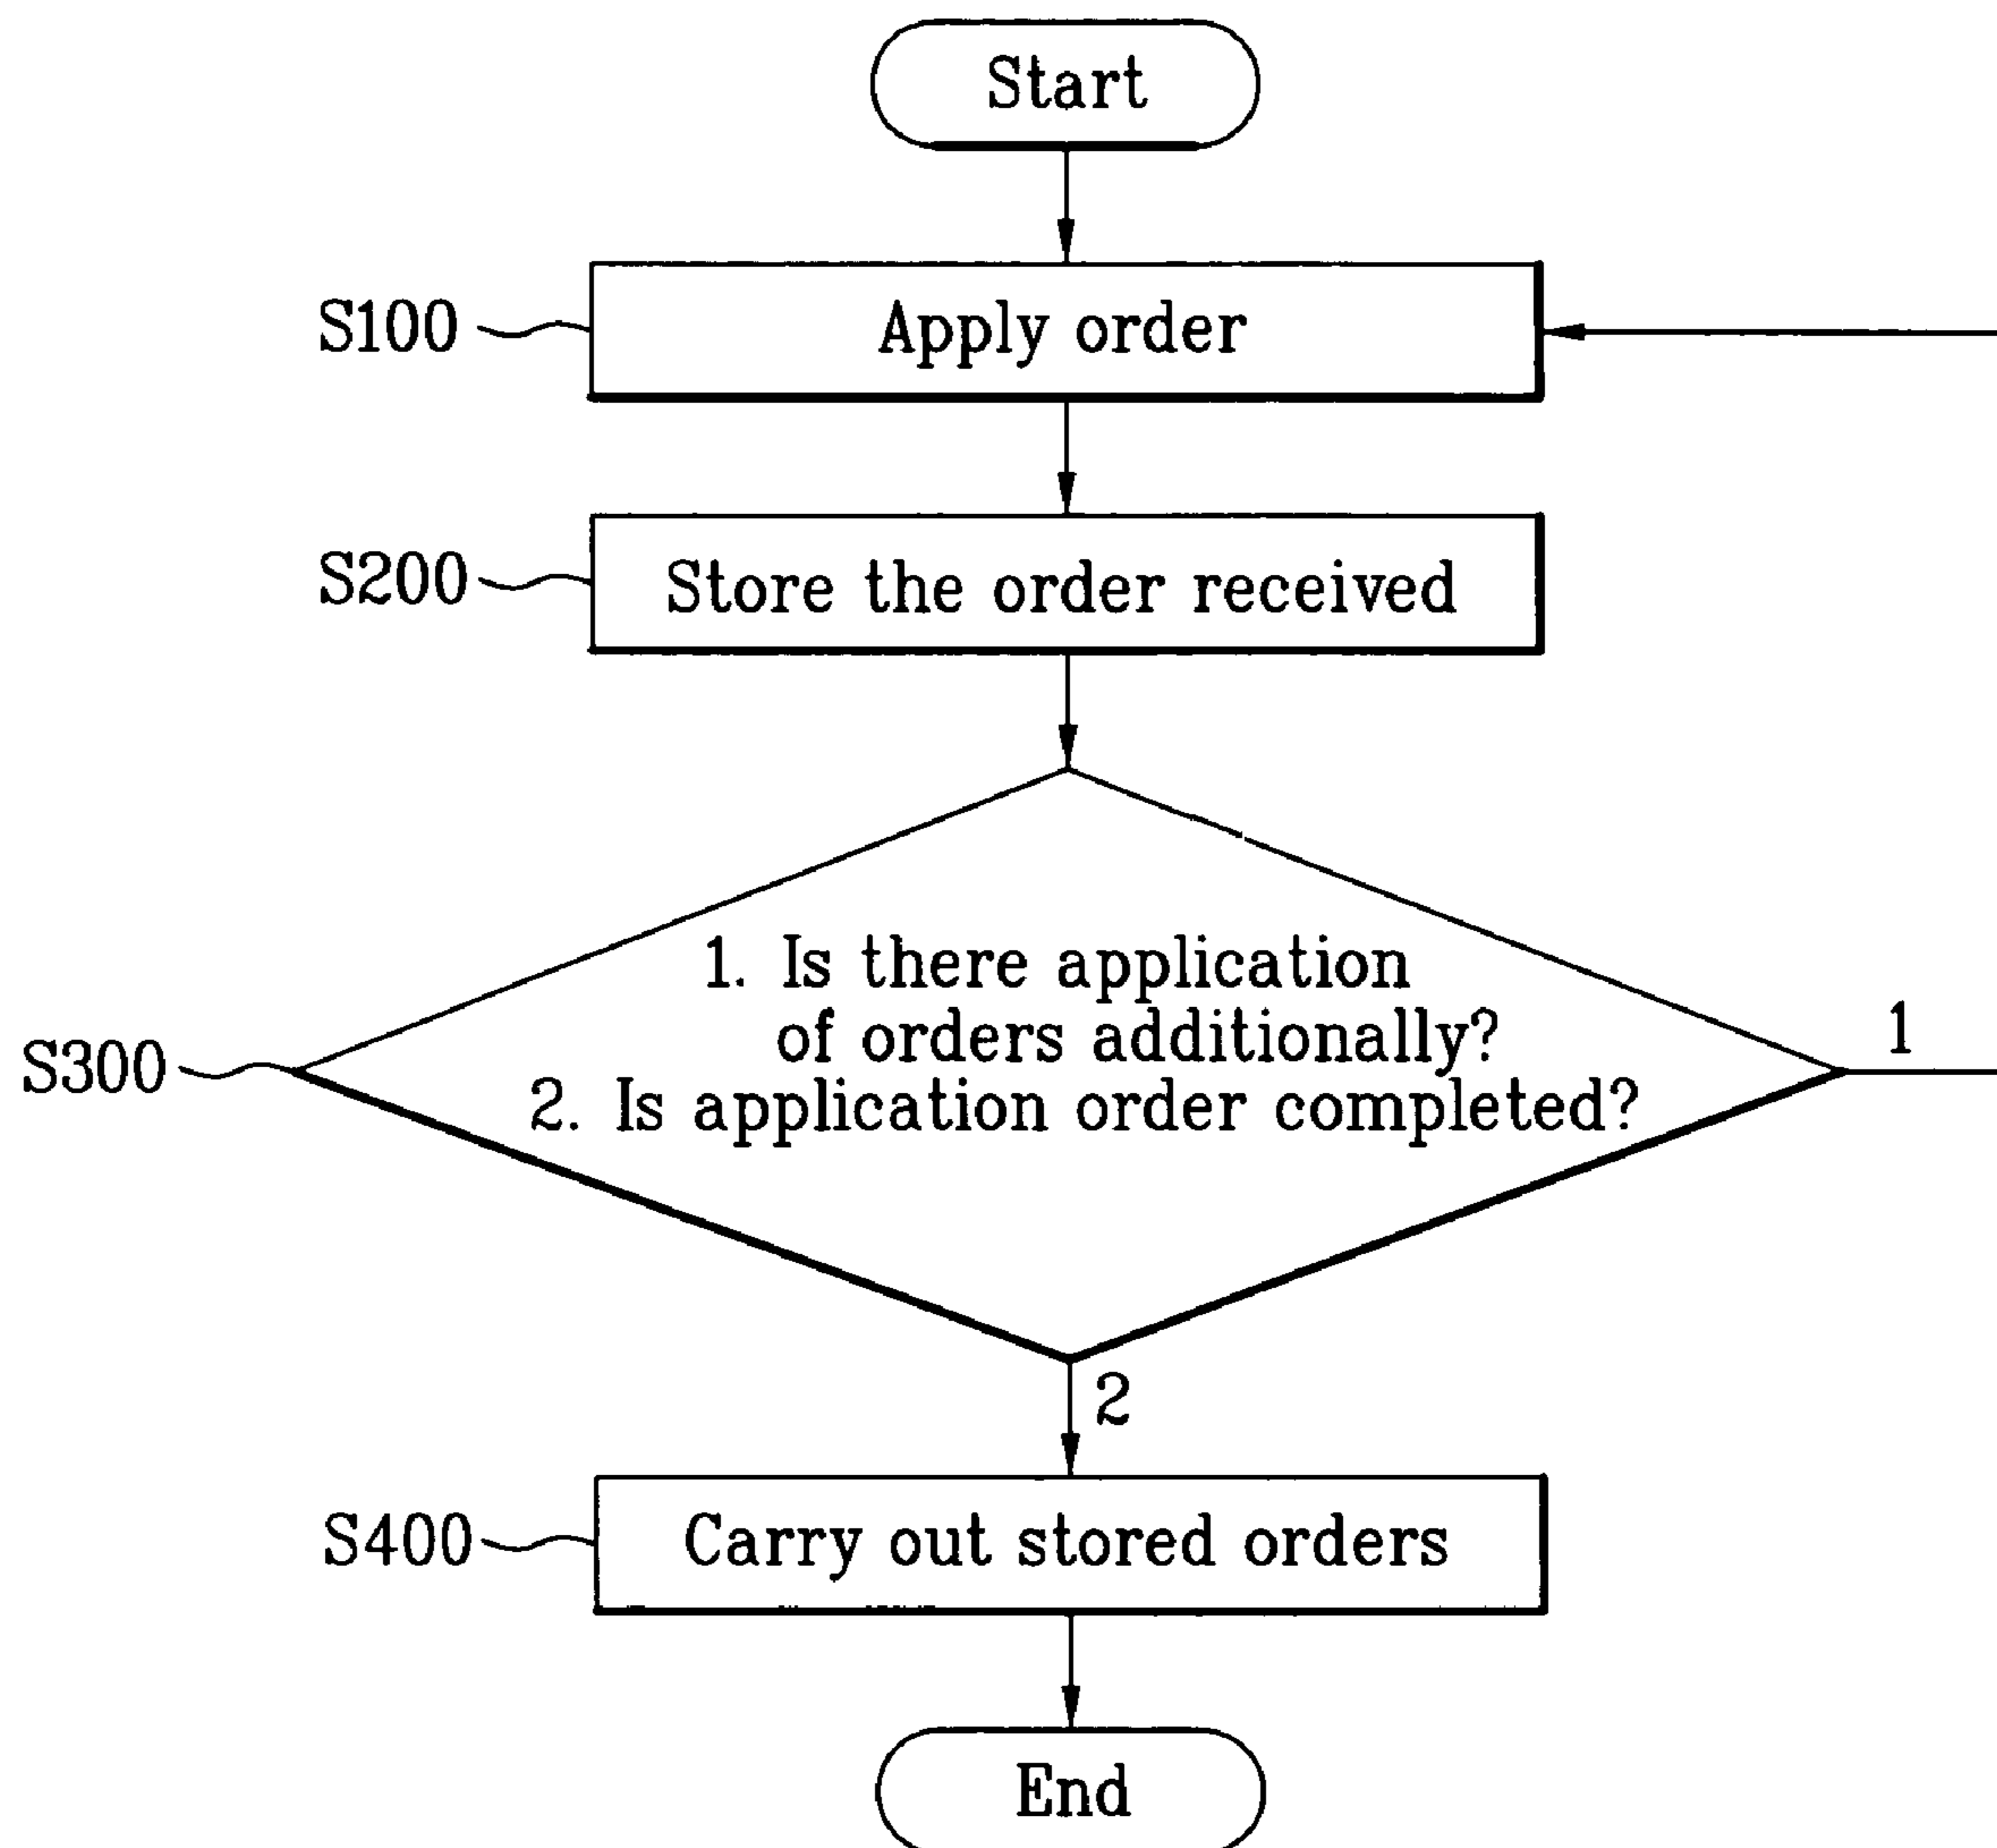 Start
S100
Apply order
S200
Store the order received
1. Is there application
of orders additionally?
2. Is application order completed?
S300
1
2
S400
Carry out stored orders
End